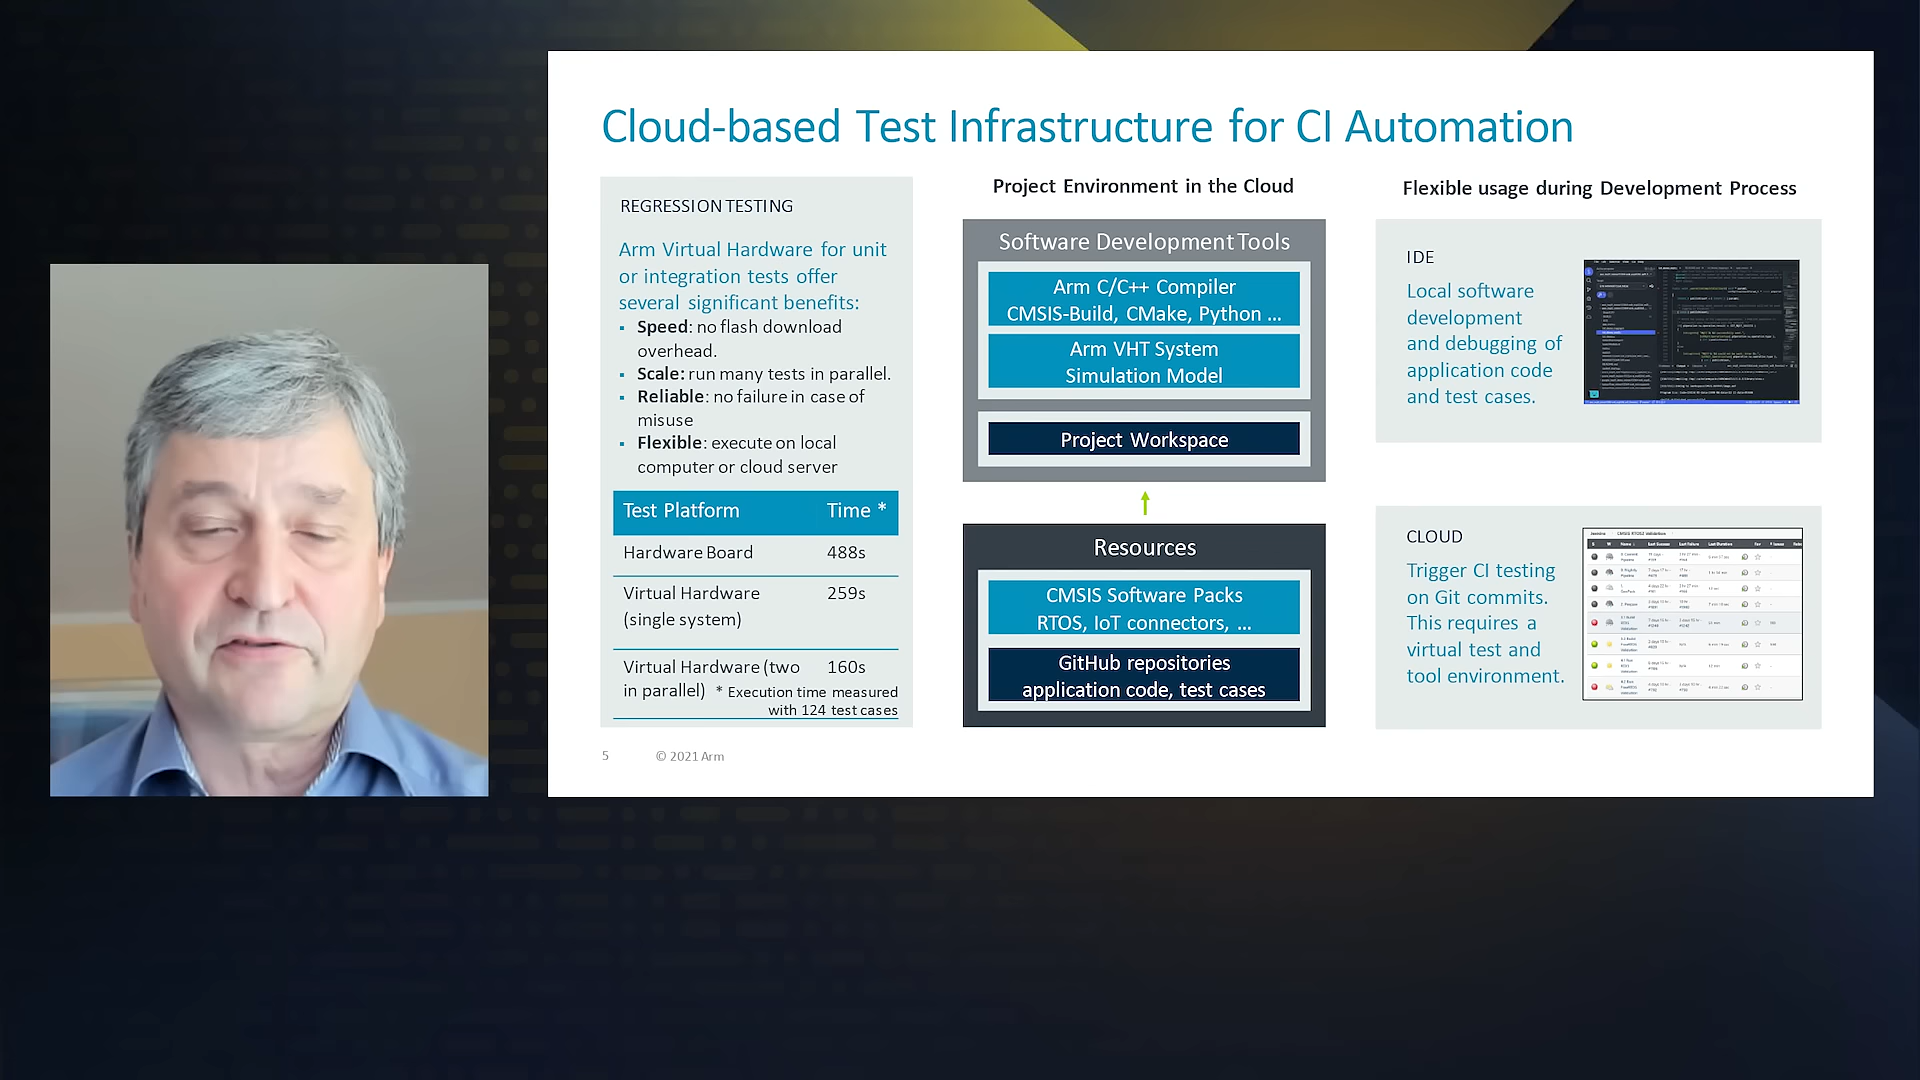 Cloud-based Test Infrastructure for CI Automation
REGRESSION TESTING
Arm Virtual Hardware for unit
or integration tests offer
several significant benefits:
▪ Speed: no flash download
overhead.
▪ Scale: run many tests in parallel.
▪ Reliable: no failure in case of
misuse
▪ Flexible: execute on local
computer or cloud server
Test Platform Time *
Hardware Board 488s
Virtual Hardware 259s
(single system)
Virtual Hardware (two 160s
in parallel) * Execution time measured
with 124 test cases
Project Environment in the Cloud
Software Development Tools
Arm C/C++ Compiler
CMSIS-Build, CMake, Python ...
Arm VHT System
Simulation Model
Project Workspace
Resources
CMSIS Software Packs
RTOS, IoT connectors, ...
GitHub repositories
application code, test cases
Flexible usage during Development Process
IDE
Local software
development
and debugging of
application code
and test cases.
CLOUD
Trigger CI testing
on Git commits.
This requires a
virtual test and
tool environment.
5 © 2021 Arm